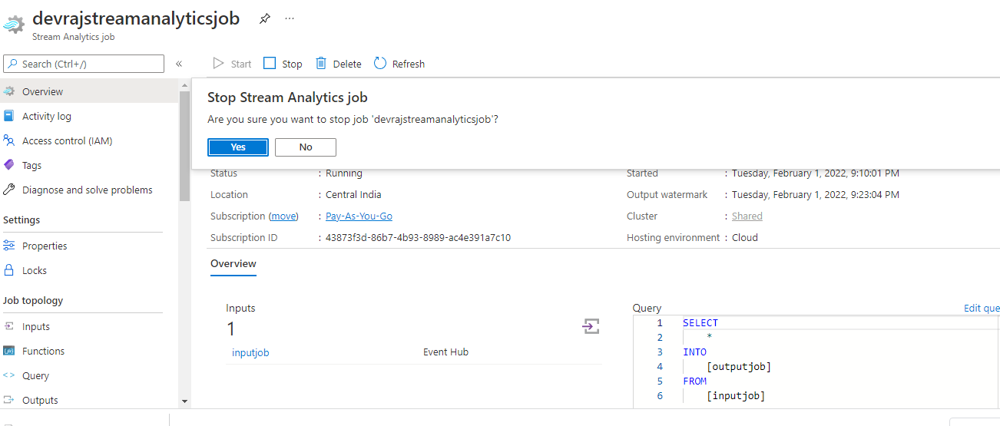 devrajstreamanalyticsjob
Stream Analytics job
Search (Ctrl+/)
«
Start Stop Delete Refresh
Overview
Activity log
Access control (IAM)
Tags
Diagnose and solve problems
Settings
Properties
Locks
Job topology
Inputs
Functions
Query
Outputs
Stop Stream Analytics job
Are you sure you want to stop job 'devrajstreamanalyticsjob'?
Yes No
Status : Running
Location : Central India
Subscription (move) : Pay-As-You-Go
Subscription ID : 43873f3d-86b7-4b93-8989-ac4e391a7c10
Started : Tuesday, February 1, 2022, 9:10:01 PM
Output watermark : Tuesday, February 1, 2022, 9:23:04 PM
Cluster : Shared
Hosting environment : Cloud
Overview
Inputs
1
inputjob Event Hub
Query Edit que
1 SELECT
2 *
3 INTO
4 [outputjob]
5 FROM
6 [inputjob]